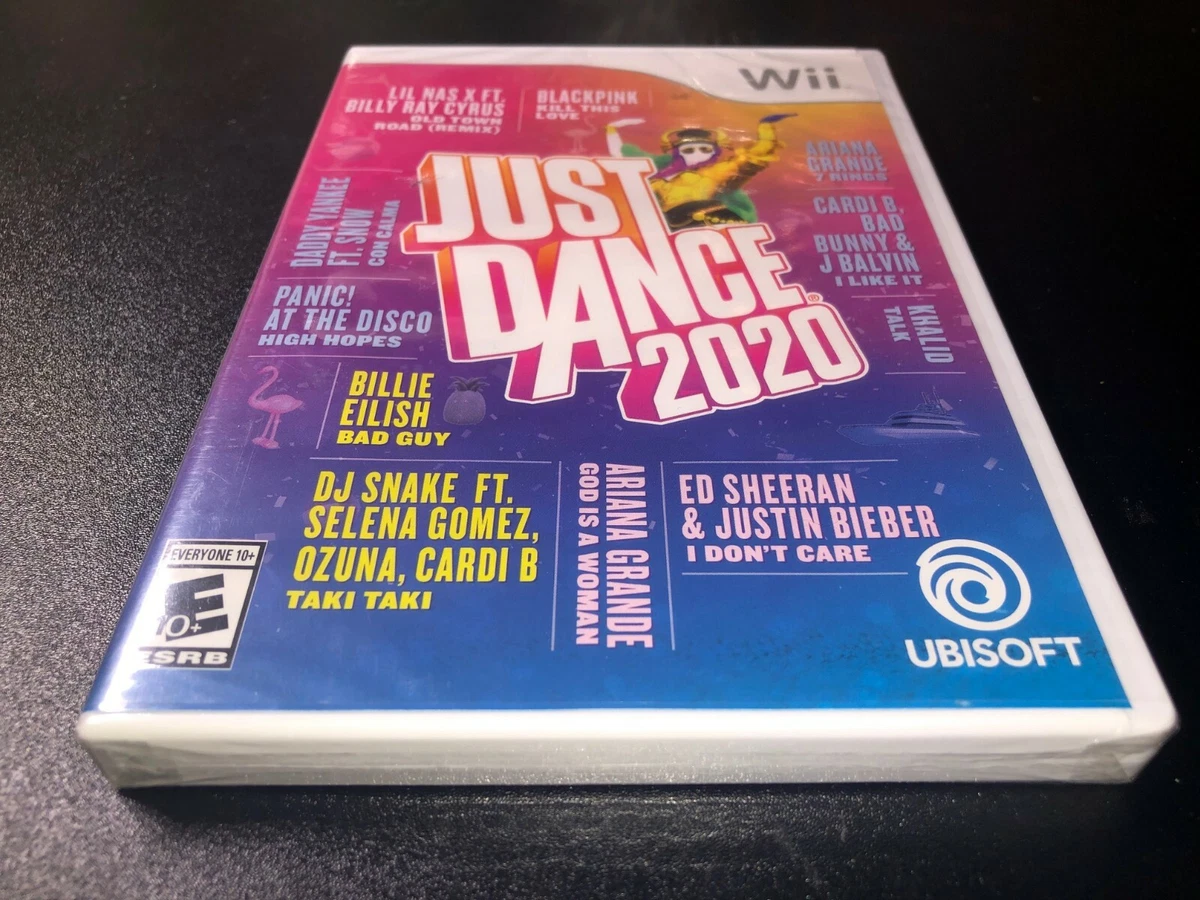 Wii
LIL NAS X FT.
BILLY RAY CYRUS
OLD TOWN
ROAD (REMIX)
BLACKPINK
KILL THIS
LOVE
ARIANA
GRANDE
7 RINGS
DADDY YANKEE
FT. SNOW
CON CALMA
JUST
DANCE®
2020
CARDI B,
BAD
BUNNY &
J BALVIN
I LIKE IT
PANIC!
AT THE DISCO
HIGH HOPES
KHALID
TALK
BILLIE
EILISH
BAD GUY
DJ SNAKE FT.
SELENA GOMEZ,
OZUNA, CARDI B
TAKI TAKI
ARIANA GRANDE
GOD IS A WOMAN
ED SHEERAN
& JUSTIN BIEBER
I DON'T CARE
EVERYONE 10+
E
10+
ESRB
UBISOFT